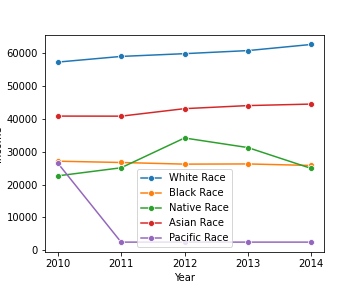 60000
50000
40000
30000
20000
10000
0
White Race
Black Race
Native Race
Asian Race
Pacific Race
2010 2011 2012 2013 2014
Year